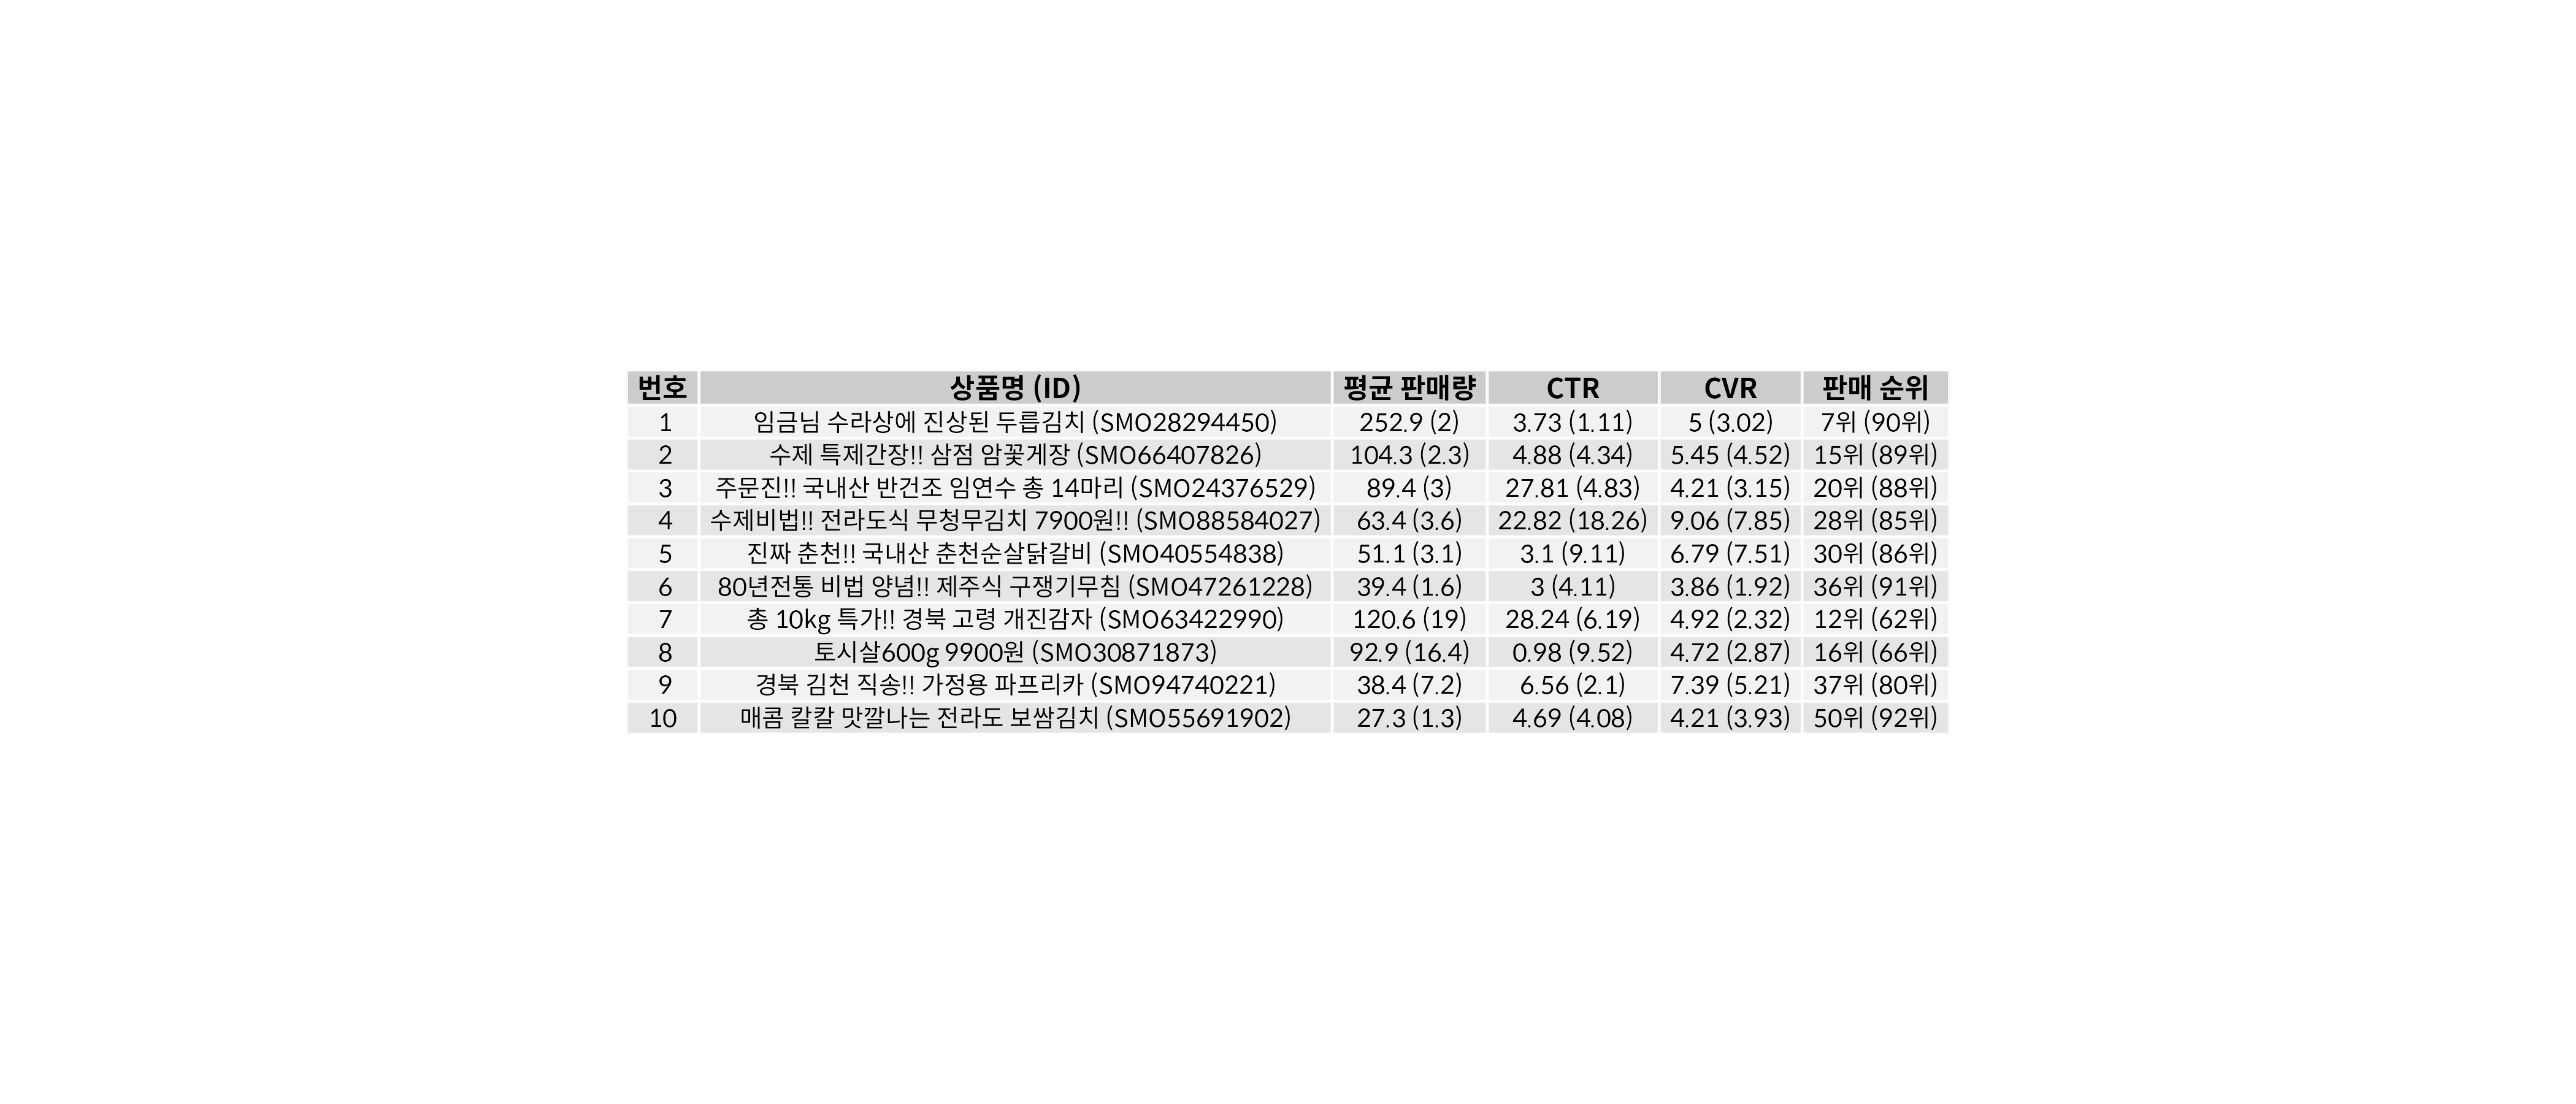 번호 상품명 (ID) 평균 판매량 CTR CVR 판매 순위
1 임금님 수라상에 진상된 두릅김치 (SMO28294450) 252.9 (2) 3.73 (1.11) 5 (3.02) 7위 (90위)
2 수제 특제간장!! 삼점 암꽃게장 (SMO66407826) 104.3 (2.3) 4.88 (4.34) 5.45 (4.52) 15위 (89위)
3 주문진!! 국내산 반건조 임연수 총 14마리 (SMO24376529) 89.4 (3) 27.81 (4.83) 4.21 (3.15) 20위 (88위)
4 수제비법!! 전라도식 무청무김치 7900원!! (SMO88584027) 63.4 (3.6) 22.82 (18.26) 9.06 (7.85) 28위 (85위)
5 진짜 춘천!! 국내산 춘천순살닭갈비 (SMO40554838) 51.1 (3.1) 3.1 (9.11) 6.79 (7.51) 30위 (86위)
6 80년전통 비법 양념!! 제주식 구쟁기무침 (SMO47261228) 39.4 (1.6) 3 (4.11) 3.86 (1.92) 36위 (91위)
7 총 10kg 특가!! 경북 고령 개진감자 (SMO63422990) 120.6 (19) 28.24 (6.19) 4.92 (2.32) 12위 (62위)
8 토시살600g 9900원 (SMO30871873) 92.9 (16.4) 0.98 (9.52) 4.72 (2.87) 16위 (66위)
9 경북 김천 직송!! 가정용 파프리카 (SMO94740221) 38.4 (7.2) 6.56 (2.1) 7.39 (5.21) 37위 (80위)
10 매콤 칼칼 맛깔나는 전라도 보쌈김치 (SMO55691902) 27.3 (1.3) 4.69 (4.08) 4.21 (3.93) 50위 (92위)